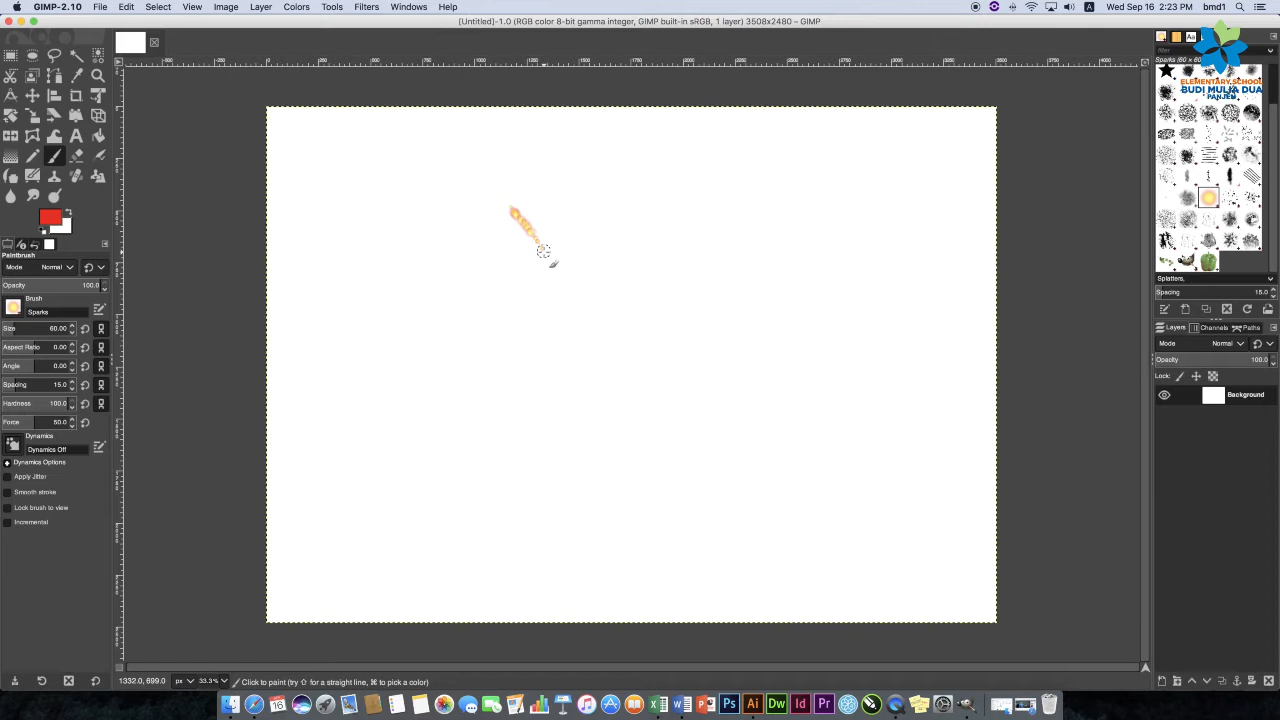 GIMP-2.10 File Edit Select View Image Layer Colors Tools Filters Windows Help
A Wed Sep 16 2:23 PM bmd1
[Untitled]-1.0 (RGB color 8-bit gamma integer, GIMP built-in sRGB, 1 layer) 3508x2480 – GIMP
filter
Sparks (60 × 60)
ELEMENTARY SCHOOL
BUDI MULIA DUA
PANJEN
Paintbrush
Mode Normal
Opacity 100.0
Brush
Sparks
Size 60.00
Aspect Ratio 0.00
Angle 0.00
Spacing 15.0
Hardness 100.0
Force 50.0
Dynamics
Dynamics Off
Dynamics Options
Apply Jitter
Smooth stroke
Lock brush to view
Incremental
Splatters,
Spacing 15.0
Layers Channels Paths
Mode Normal
Opacity 100.0
Lock:
Background
1332.0, 699.0 px 33.3% Click to paint (try ⇧ for a straight line, ⌘ to pick a color)